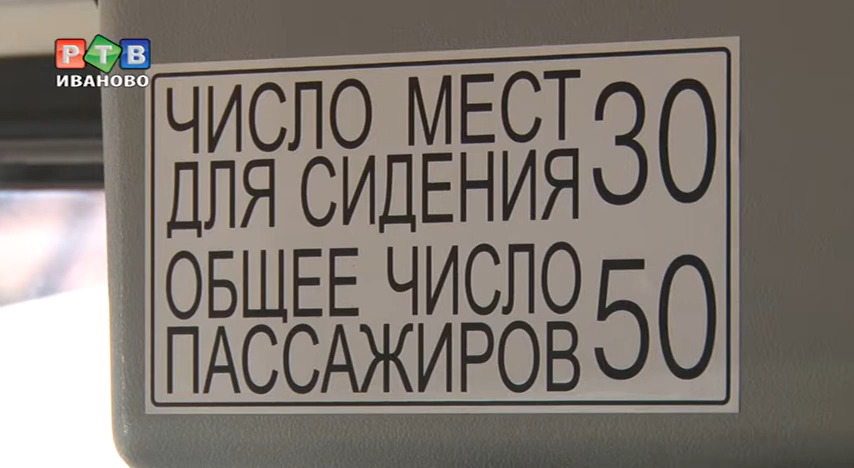 РТВ
ИВАНОВО
ЧИСЛО МЕСТ
ДЛЯ СИДЕНИЯ 30
ОБЩЕЕ ЧИСЛО
ПАССАЖИРОВ 50